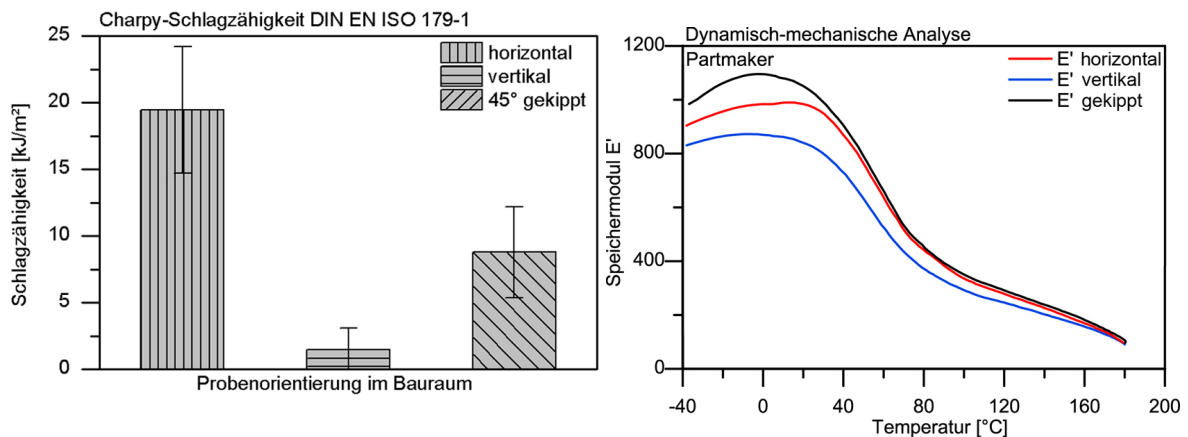 Charpy-Schlagzähigkeit DIN EN ISO 179-1
25
20
15
10
5
0
Schlagzähigkeit [kJ/m²]
horizontal
vertikal
45° gekippt
Probenorientierung im Bauraum
Dynamisch-mechanische Analyse
Partmaker
E' horizontal
E' vertikal
E' gekippt
1200
800
400
0
Speichermodul E'
-40 0 40 80 120 160 200
Temperatur [°C]